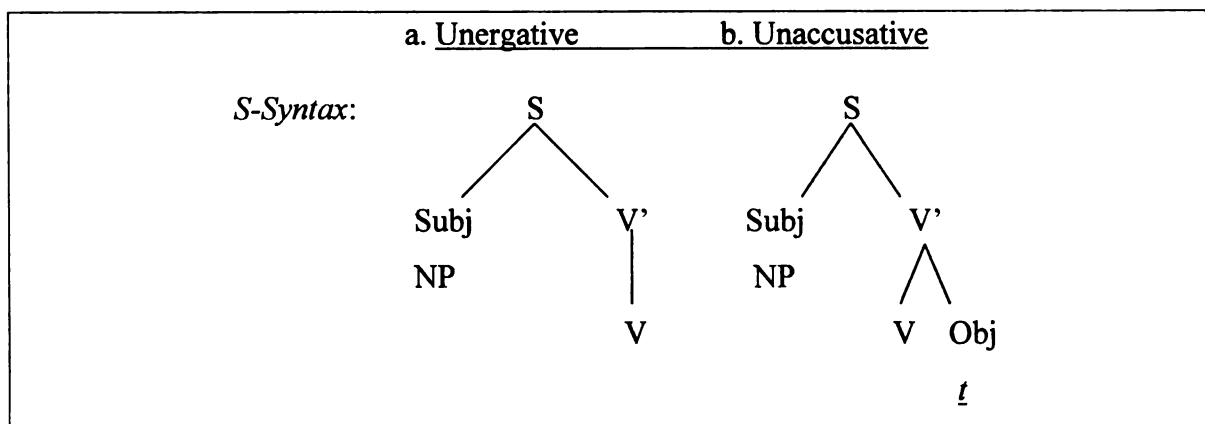 a. Unergative b. Unaccusative
S-Syntax: S S
Subj V’ Subj V’
NP NP
V V Obj
t